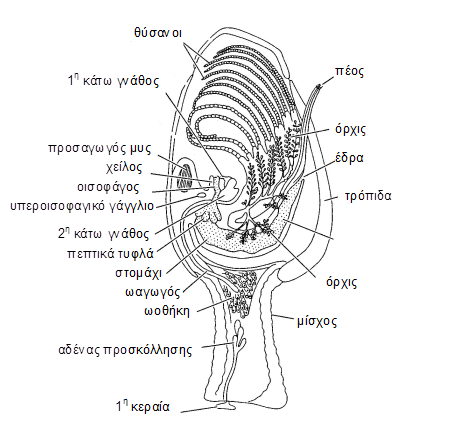 θύσανοι
1η κάτω γνάθος
πέος
όρχις
προσαγωγός μυς
χείλος
έδρα
οισοφάγος
τρόπιδα
υπεροισοφαγικό γάγγλιο
2η κάτω γνάθος
πεπτικά τυφλά
στομάχι
όρχις
ωαγωγός
ωοθήκη
μίσχος
αδένας προσκόλλησης
1η κεραία